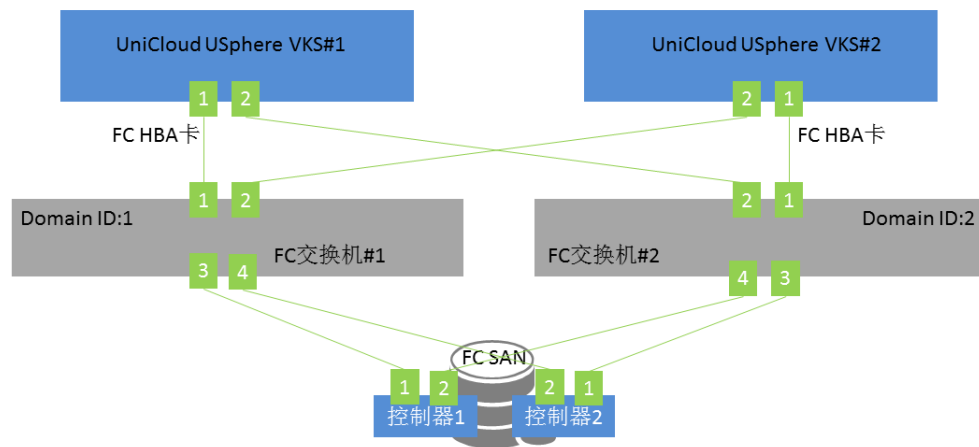 UniCloud USphere VKS#1
UniCloud USphere VKS#2
1 2
2 1
FC HBA卡
FC HBA卡
1 2
2 1
Domain ID:1
Domain ID:2
FC交换机#1
FC交换机#2
3 4
4 3
FC SAN
1 2
2 1
控制器1
控制器2